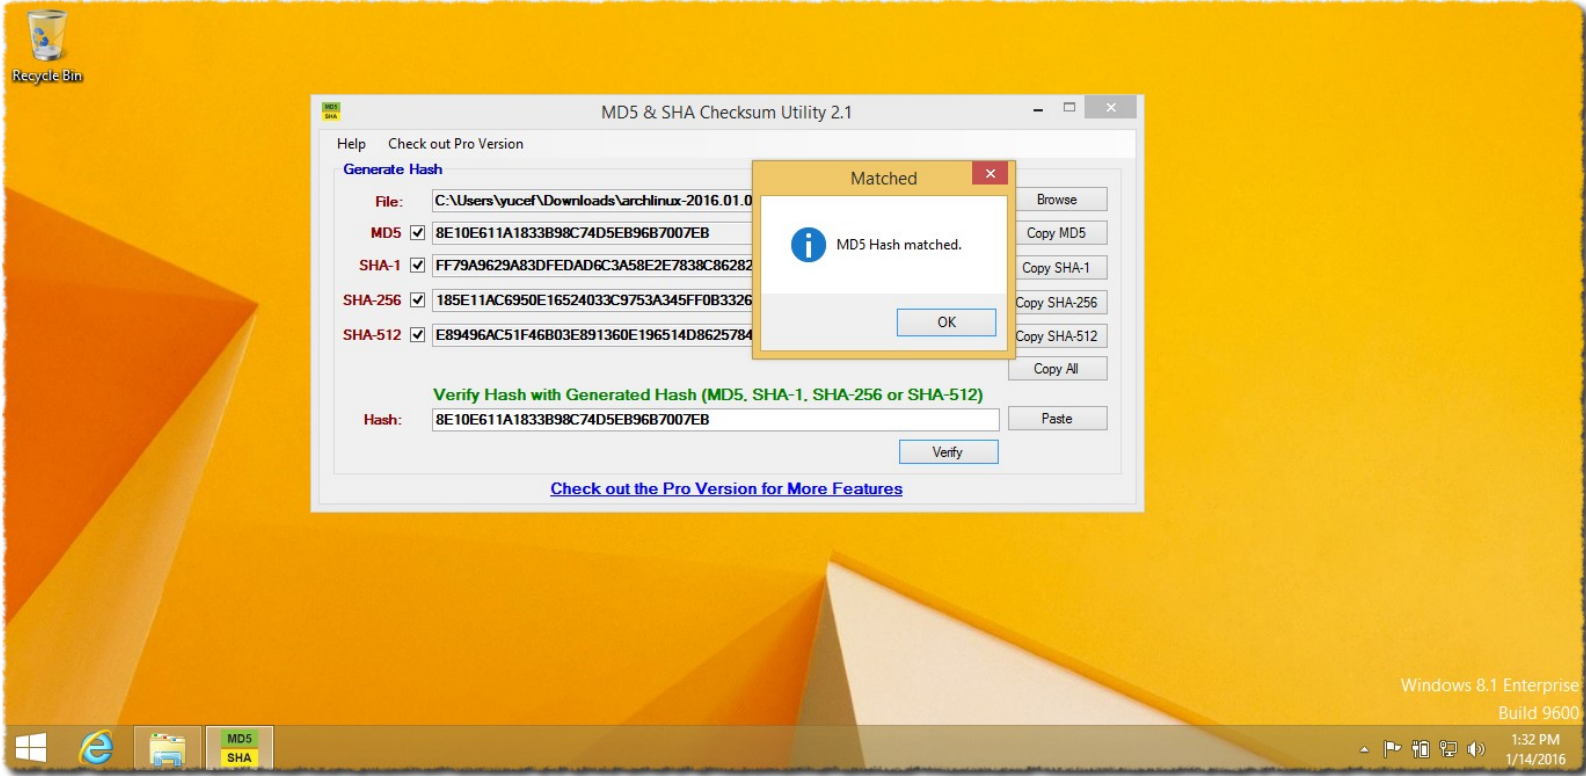 Recycle Bin
MD5
SHA
MD5 & SHA Checksum Utility 2.1
Help Check out Pro Version
Generate Hash
Matched
File: C:\Users\yucef\Downloads\archlinux-2016.01.0 Browse
MD5 8E10E611A1833B98C74D5EB96B7007EB Copy MD5
MD5 Hash matched.
SHA-1 FF79A9629A83DFEDAD6C3A58E2E7838C86282 Copy SHA-1
SHA-256 185E11AC6950E16524033C9753A345FF0B3326 Copy SHA-256
OK
SHA-512 E89496AC51F46B03E891360E196514D8625784 Copy SHA-512
Copy All
Verify Hash with Generated Hash (MD5, SHA-1, SHA-256 or SHA-512)
Hash: 8E10E611A1833B98C74D5EB96B7007EB Paste
Verify
Check out the Pro Version for More Features
Windows 8.1 Enterprise
Build 9600
MD5
SHA
1:32 PM
1/14/2016